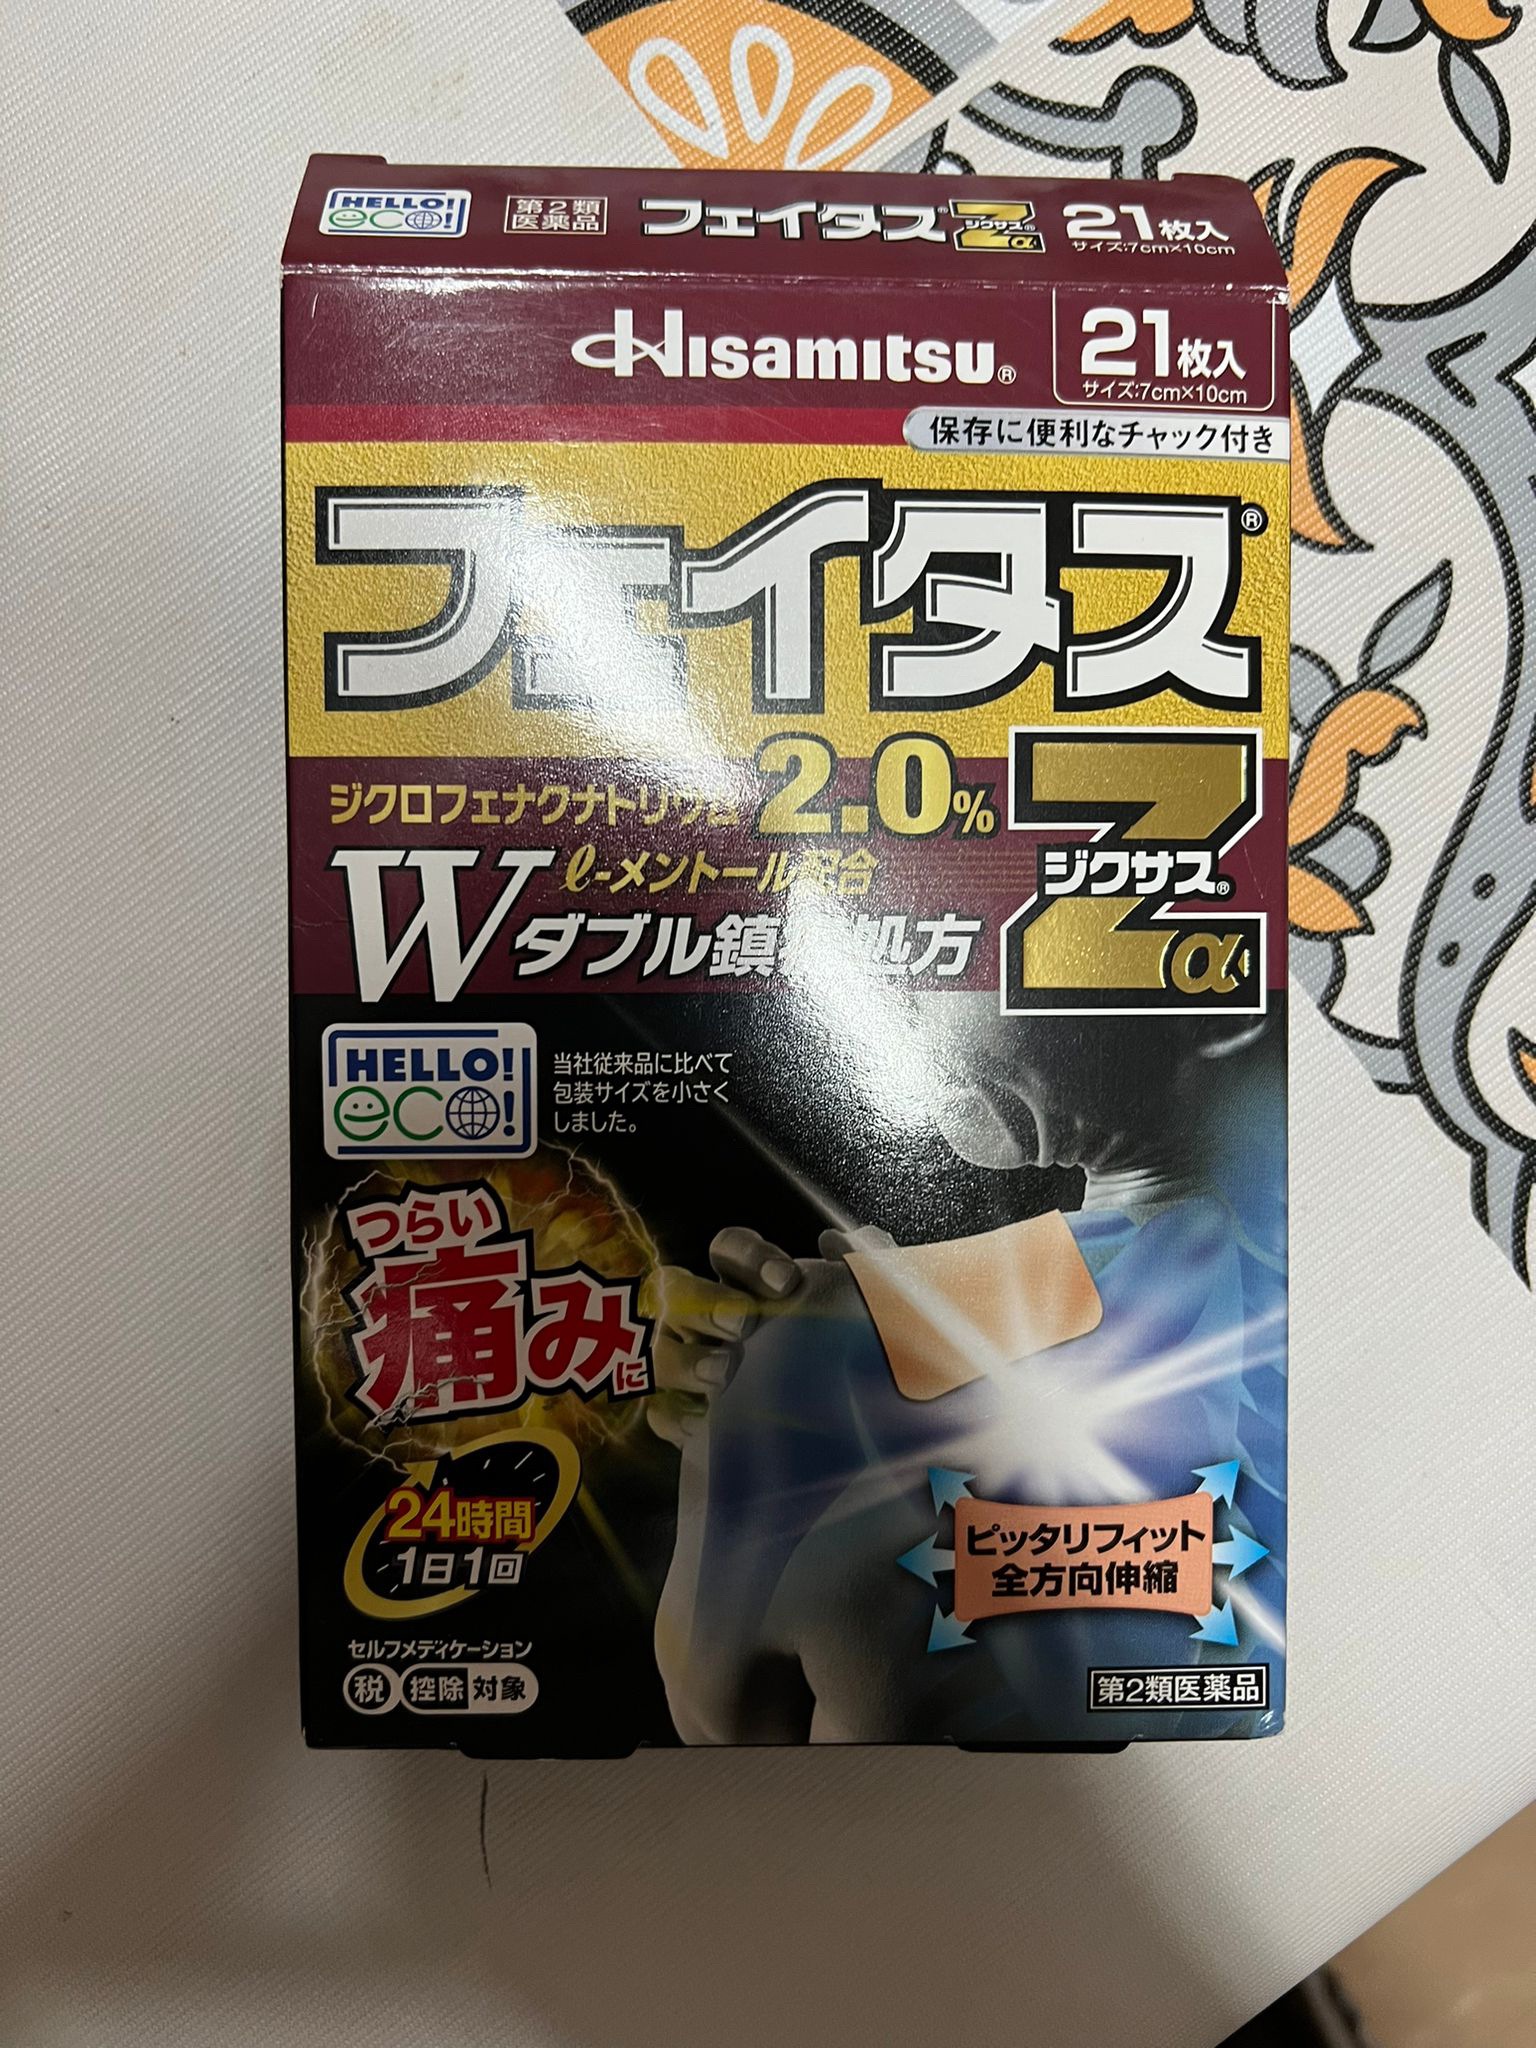 HELLO!
eco!
第2類
医薬品
フェイタス® Z ジクサス® α
21枚入
サイズ:7cm×10cm
Hisamitsu®
21枚入
サイズ:7cm×10cm
保存に便利なチャック付き
フェイタス®
Z ジクサス® α
ジクロフェナクナトリウム 2.0%
ℓ-メントール配合
W ダブル鎮痛処方
HELLO!
eco!
当社従来品に比べて
包装サイズを小さく
しました。
つらい
痛みに
24時間
1日1回
ピッタリフィット
全方向伸縮
セルフメディケーション
税 控除 対象
第2類医薬品